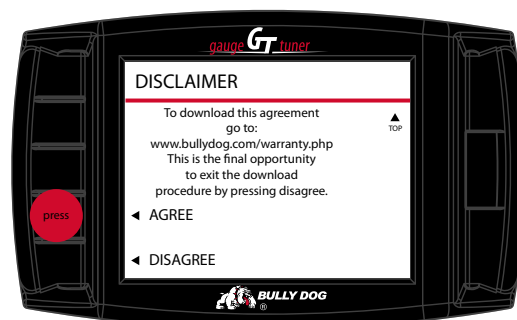 gauge GT tuner
DISCLAIMER
To download this agreement
go to:
www.bullydog.com/warranty.php
This is the final opportunity
to exit the download
procedure by pressing disagree.
▲
TOP
press
◄ AGREE
◄ DISAGREE
BULLY DOG
®